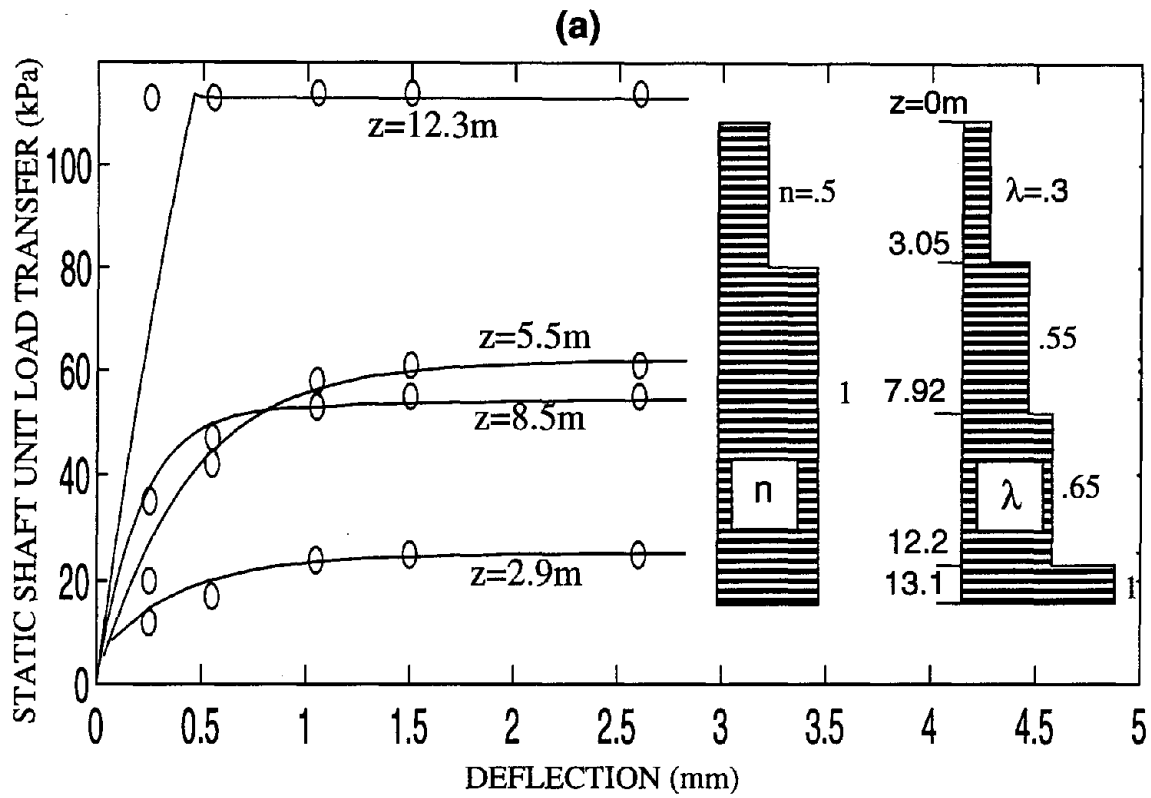 (a)
STATIC SHAFT UNIT LOAD TRANSFER (kPa)
100
80
60
40
20
0
z=12.3m
z=5.5m
z=8.5m
z=2.9m
n=.5
1
n
z=0m
λ=.3
3.05
.55
7.92
λ
.65
12.2
13.1
1
0 0.5 1 1.5 2 2.5 3 3.5 4 4.5 5
DEFLECTION (mm)